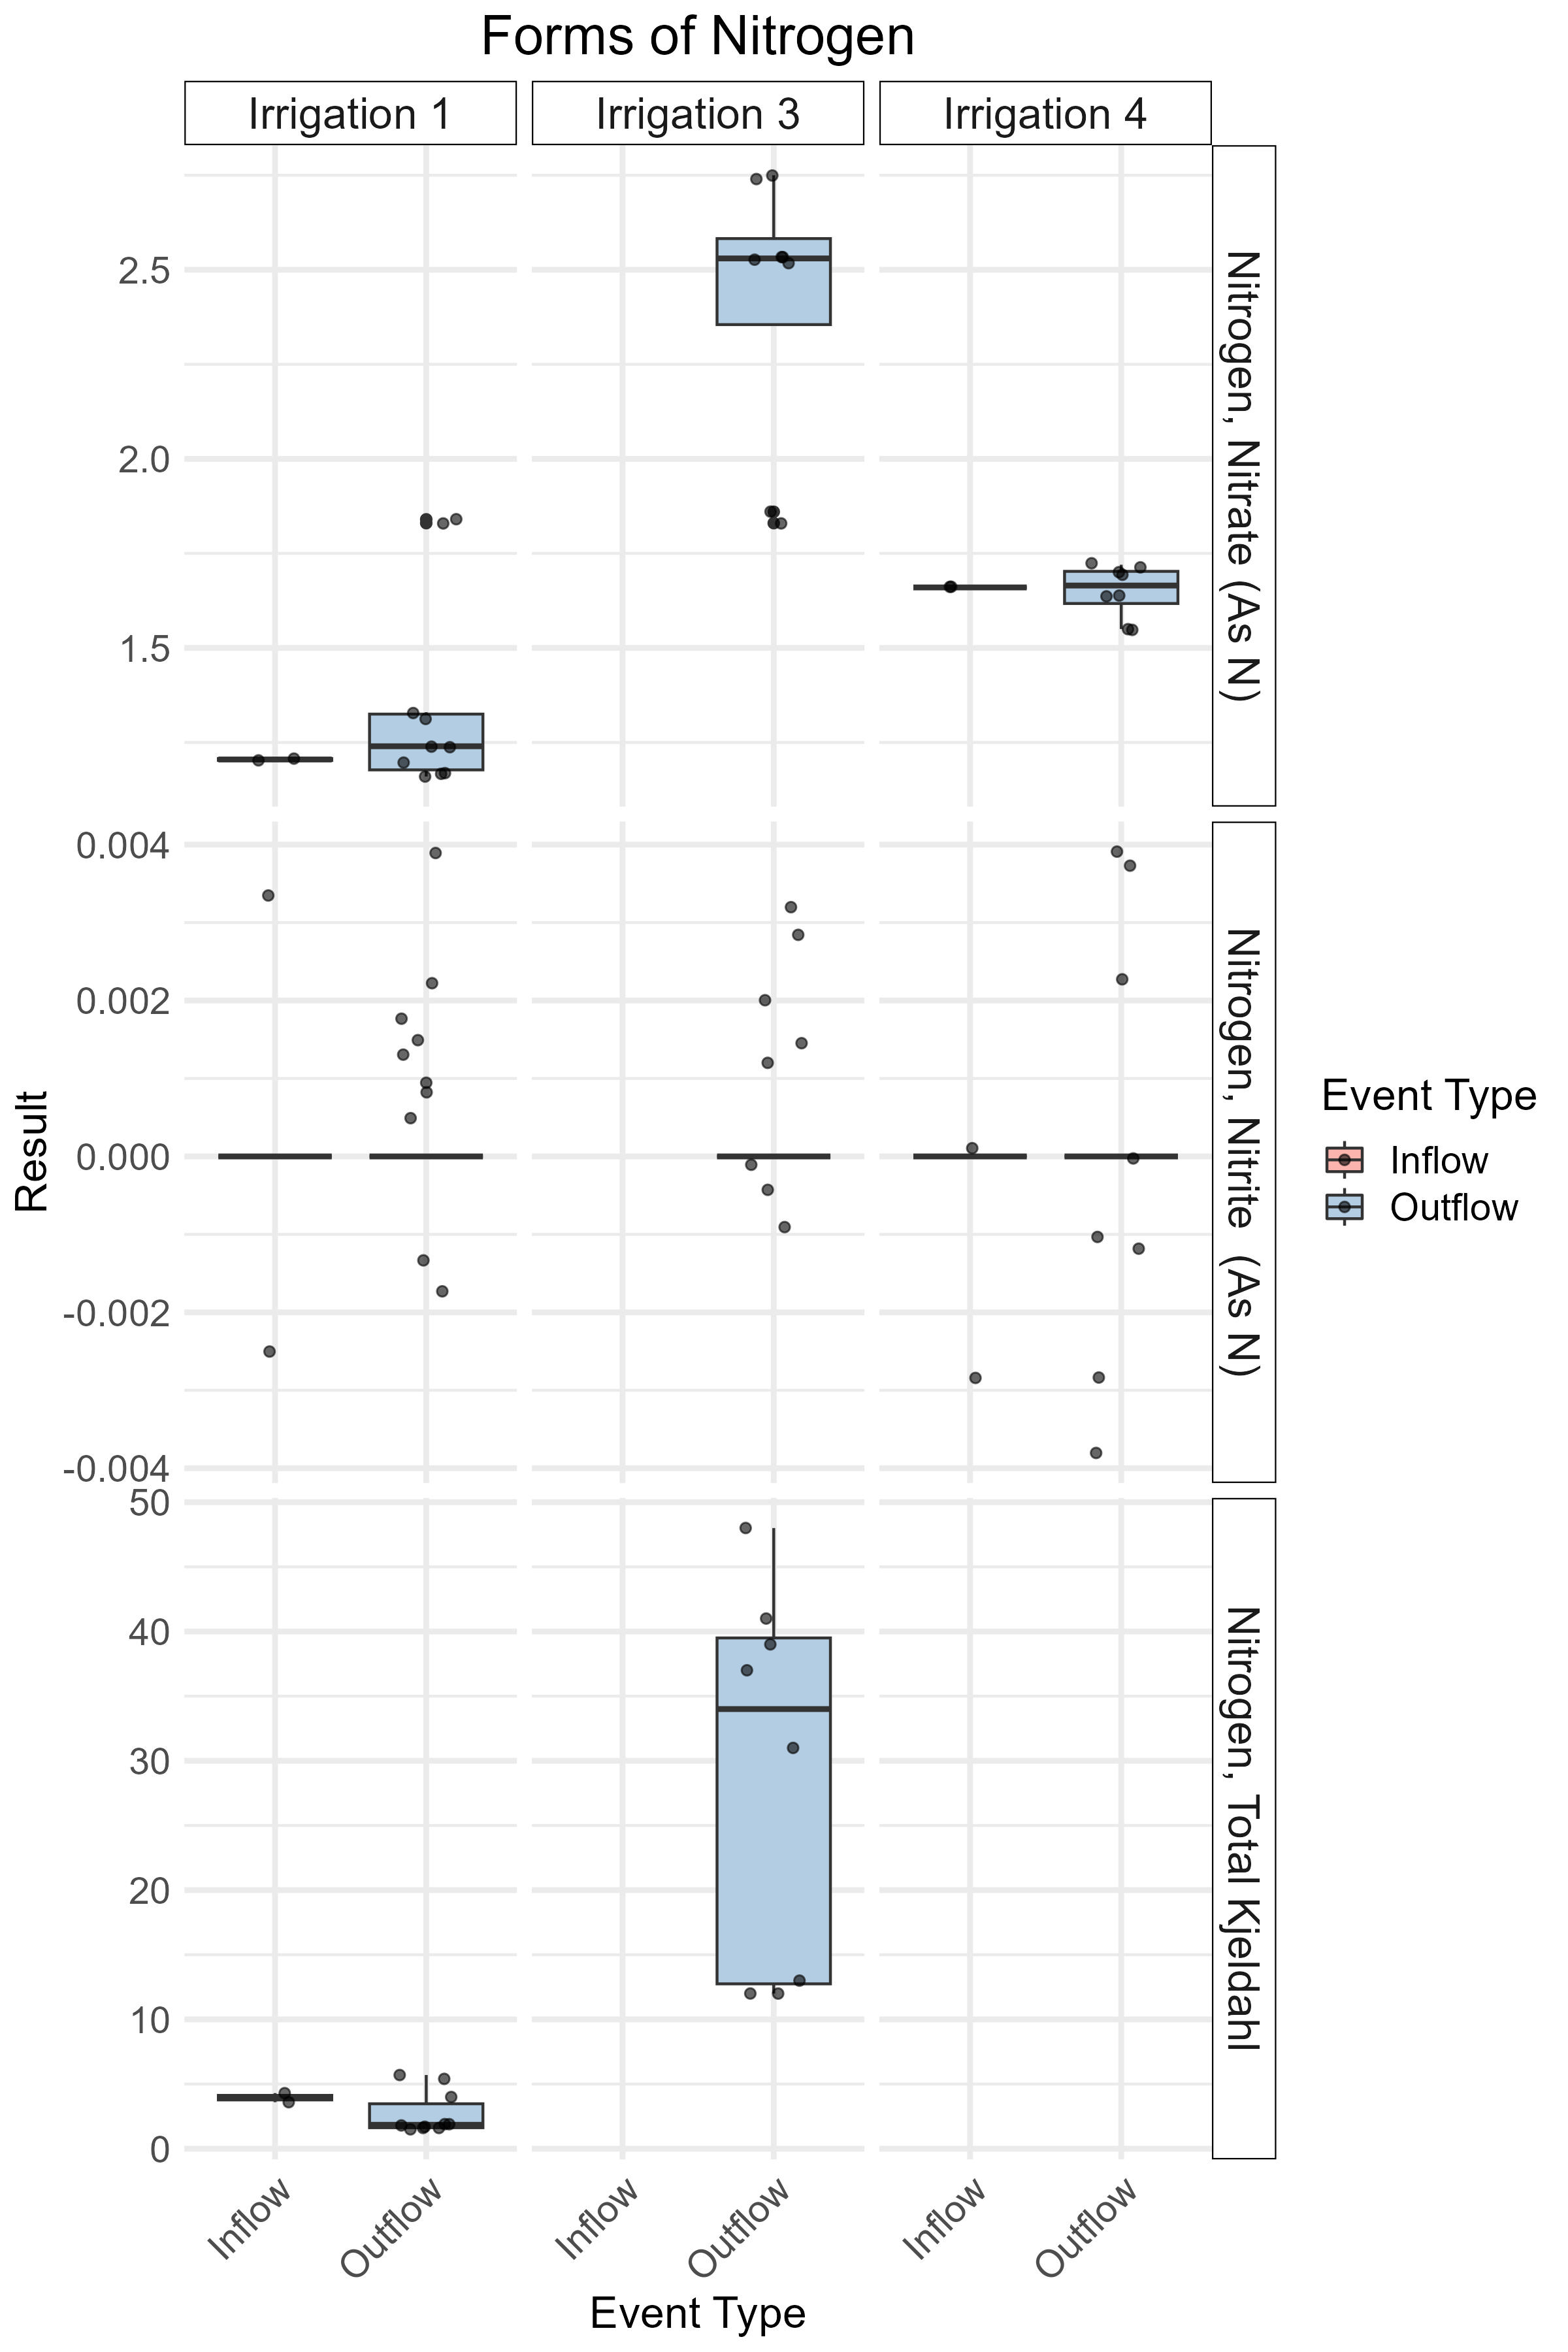 Forms of Nitrogen
Irrigation 1
Irrigation 3
Irrigation 4
2.5
2.0
1.5
Nitrogen, Nitrate (As N)
0.004
0.002
0.000
-0.002
-0.004
Nitrogen, Nitrite  (As N)
50
40
30
20
10
0
Nitrogen, Total Kjeldahl
Result
Inflow
Outflow
Inflow
Outflow
Inflow
Outflow
Event Type
Event Type
Inflow
Outflow